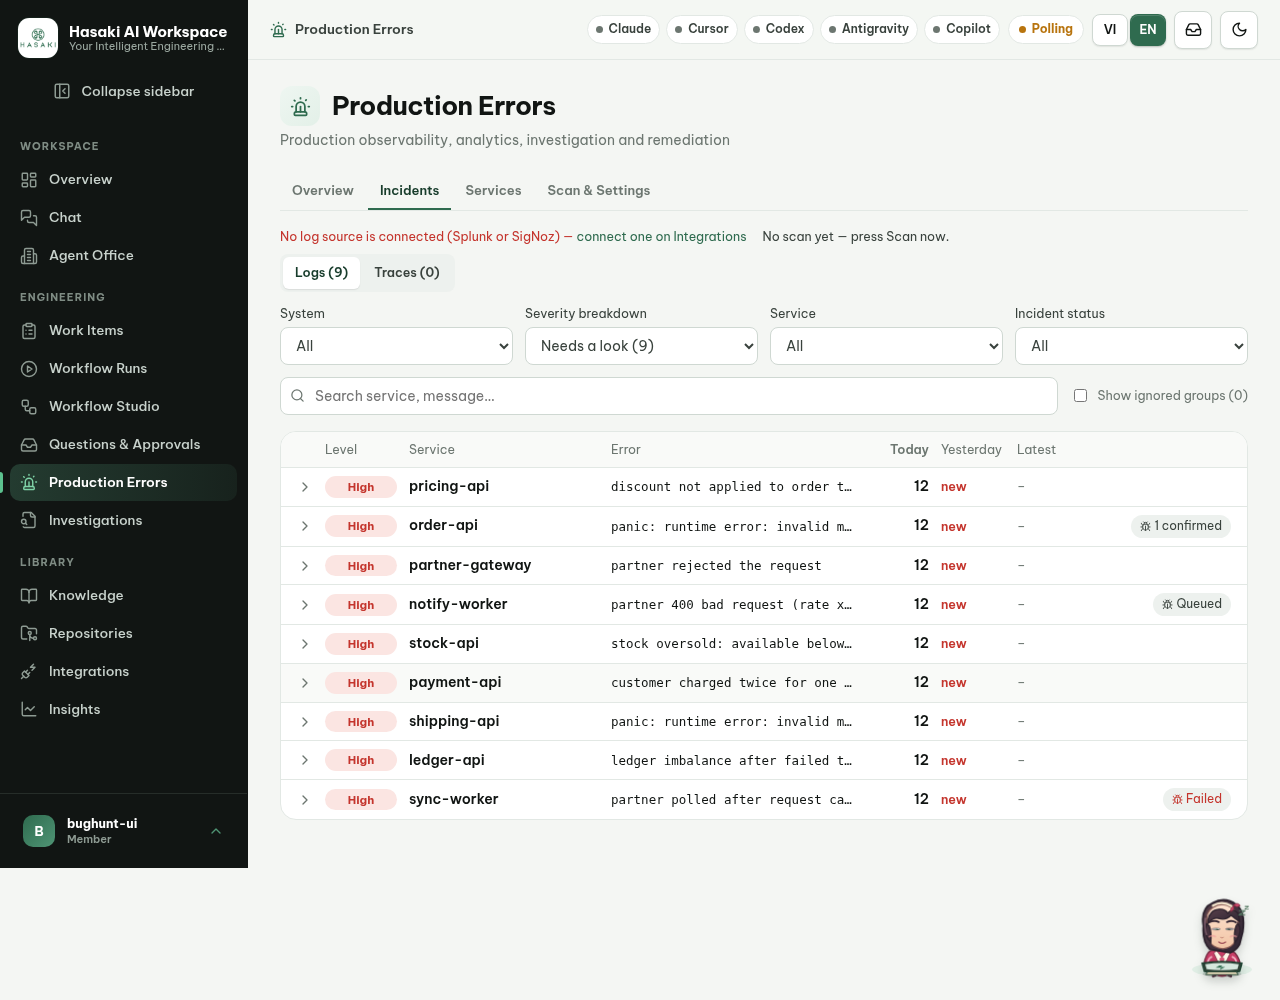 HASAKI
Hasaki AI Workspace
Your Intelligent Engineering ...
Collapse sidebar
WORKSPACE
Overview
Chat
Agent Office
ENGINEERING
Work Items
Workflow Runs
Workflow Studio
Questions & Approvals
Production Errors
Investigations
LIBRARY
Knowledge
Repositories
Integrations
Insights
B
bughunt-ui
Member
Production Errors
Claude
Cursor
Codex
Antigravity
Copilot
Polling
VI
EN
Production Errors
Production observability, analytics, investigation and remediation
Overview
Incidents
Services
Scan & Settings
No log source is connected (Splunk or SigNoz) — connect one on Integrations No scan yet — press Scan now.
Logs (9)
Traces (0)
System
Severity breakdown
Service
Incident status
All
Needs a look (9)
All
All
Search service, message...
Show ignored groups (0)
Level Service Error Today Yesterday Latest
High pricing-api discount not applied to order t… 12 new –
High order-api panic: runtime error: invalid m… 12 new – 1 confirmed
High partner-gateway partner rejected the request 12 new –
High notify-worker partner 400 bad request (rate x… 12 new – Queued
High stock-api stock oversold: available below… 12 new –
High payment-api customer charged twice for one … 12 new –
High shipping-api panic: runtime error: invalid m… 12 new –
High ledger-api ledger imbalance after failed t… 12 new –
High sync-worker partner polled after request ca… 12 new – Failed